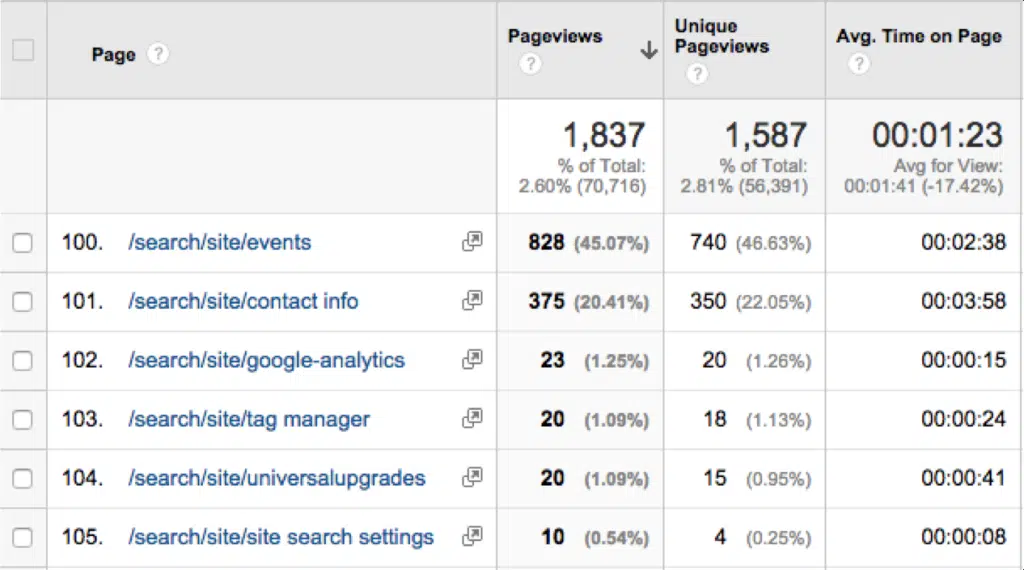 Page ? Pageviews ? Unique Pageviews ? Avg. Time on Page ?
1,837 1,587 00:01:23
% of Total: % of Total: Avg for View:
2.60% (70,716) 2.81% (56,391) 00:01:41 (-17.42%)
100. /search/site/events 828 (45.07%) 740 (46.63%) 00:02:38
101. /search/site/contact info 375 (20.41%) 350 (22.05%) 00:03:58
102. /search/site/google-analytics 23 (1.25%) 20 (1.26%) 00:00:15
103. /search/site/tag manager 20 (1.09%) 18 (1.13%) 00:00:24
104. /search/site/universalupgrades 20 (1.09%) 15 (0.95%) 00:00:41
105. /search/site/site search settings 10 (0.54%) 4 (0.25%) 00:00:08